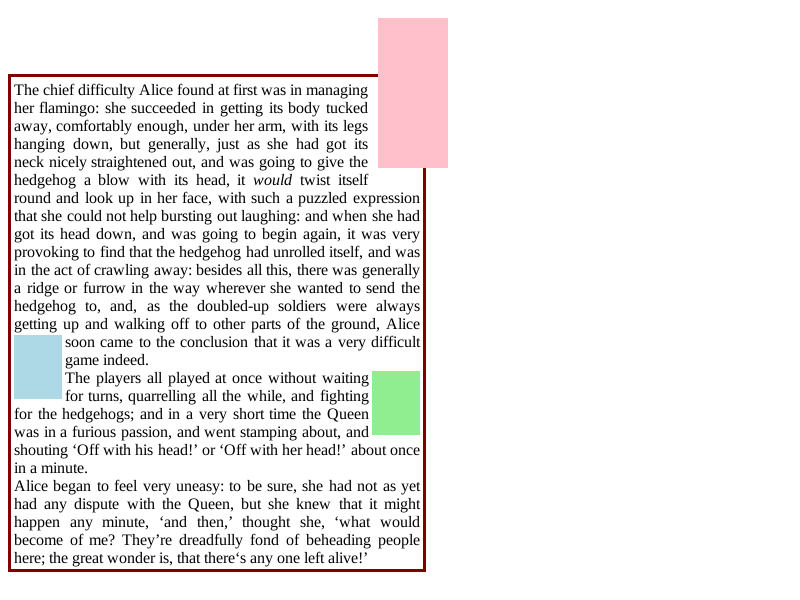 The chief difficulty Alice found at first was in managing
her flamingo: she succeeded in getting its body tucked
away, comfortably enough, under her arm, with its legs
hanging down, but generally, just as she had got its
neck nicely straightened out, and was going to give the
hedgehog a blow with its head, it would twist itself
round and look up in her face, with such a puzzled expression
that she could not help bursting out laughing: and when she had
got its head down, and was going to begin again, it was very
provoking to find that the hedgehog had unrolled itself, and was
in the act of crawling away: besides all this, there was generally
a ridge or furrow in the way wherever she wanted to send the
hedgehog to, and, as the doubled-up soldiers were always
getting up and walking off to other parts of the ground, Alice
soon came to the conclusion that it was a very difficult
game indeed.
The players all played at once without waiting
for turns, quarrelling all the while, and fighting
for the hedgehogs; and in a very short time the Queen
was in a furious passion, and went stamping about, and
shouting ‘Off with his head!’ or ‘Off with her head!’ about once
in a minute.
Alice began to feel very uneasy: to be sure, she had not as yet
had any dispute with the Queen, but she knew that it might
happen any minute, ‘and then,’ thought she, ‘what would
become of me? They’re dreadfully fond of beheading people
here; the great wonder is, that there‘s any one left alive!’